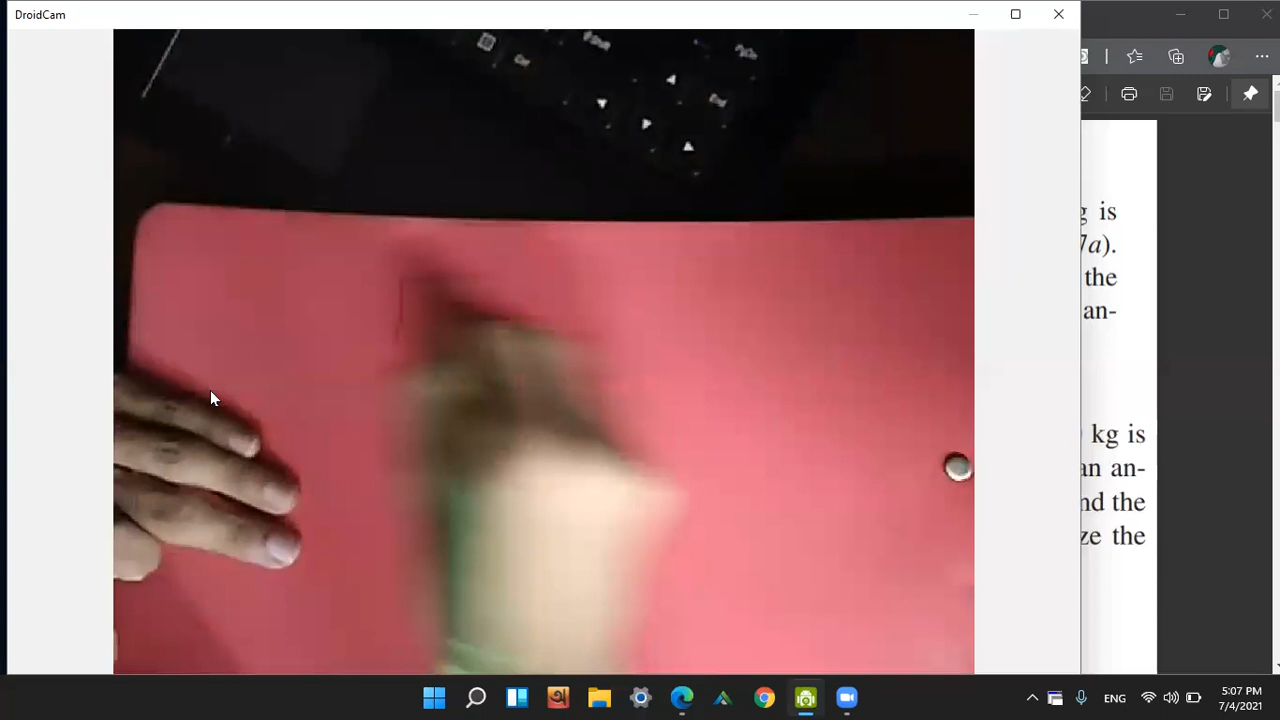 DroidCam
g is
7a).
the
an-
kg is
an an-
nd the
ze the
অ
ENG
5:07 PM
7/4/2021